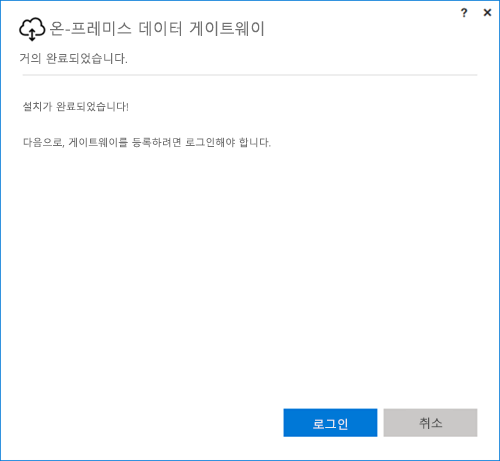 ? ×
온-프레미스 데이터 게이트웨이
거의 완료되었습니다.
설치가 완료되었습니다!
다음으로, 게이트웨이를 등록하려면 로그인해야 합니다.
로그인 취소